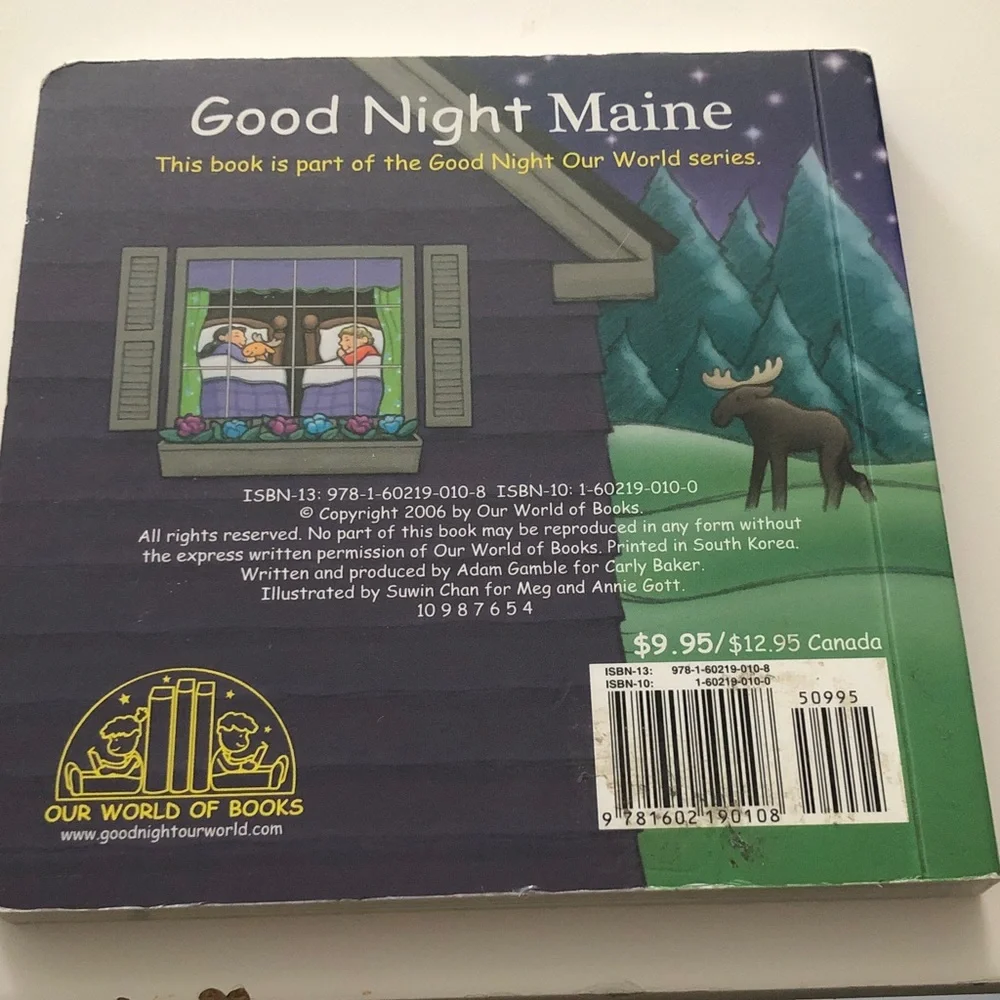 Good Night Maine
This book is part of the Good Night Our World series.
ISBN-13: 978-1-60219-010-8 ISBN-10: 1-60219-010-0
© Copyright 2006 by Our World of Books.
All rights reserved. No part of this book may be reproduced in any form without
the express written permission of Our World of Books. Printed in South Korea.
Written and produced by Adam Gamble for Carly Baker.
Illustrated by Suwin Chan for Meg and Annie Gott.
10 9 8 7 6 5 4
$9.95/$12.95 Canada
ISBN-13: 978-1-60219-010-8
ISBN-10: 1-60219-010-0
50995
9 781602 190108
OUR WORLD OF BOOKS
www.goodnightourworld.com